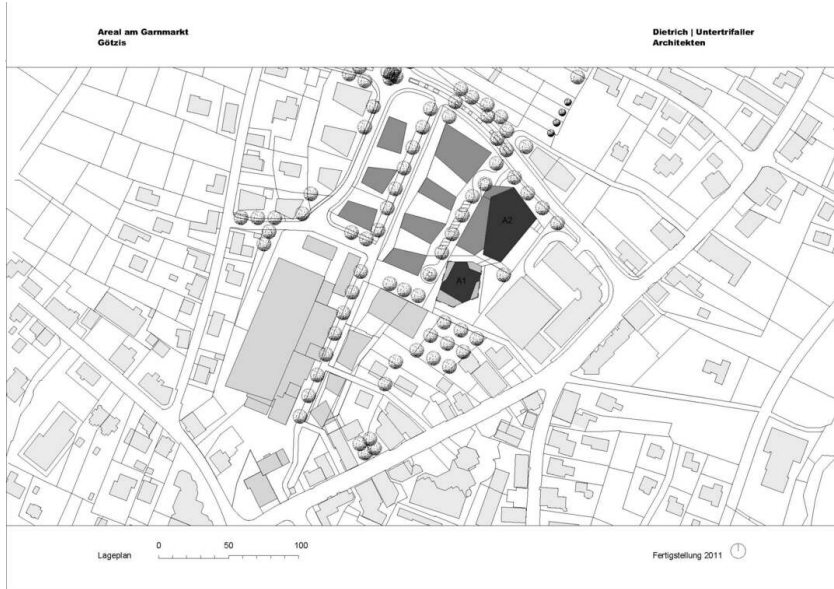 Areal am Garnmarkt
Götzis
Dietrich | Untertrifaller
Architekten
A2
A1
Lageplan
0 50 100
Fertigstellung 2011